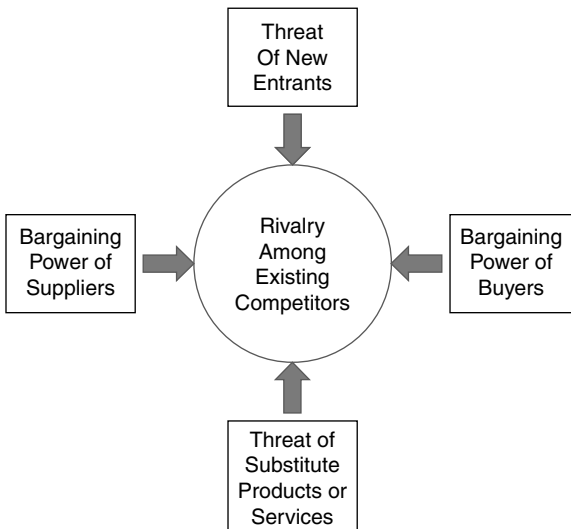 Threat
Of New
Entrants
Bargaining
Power of
Suppliers
Rivalry
Among
Existing
Competitors
Bargaining
Power of
Buyers
Threat of
Substitute
Products or
Services